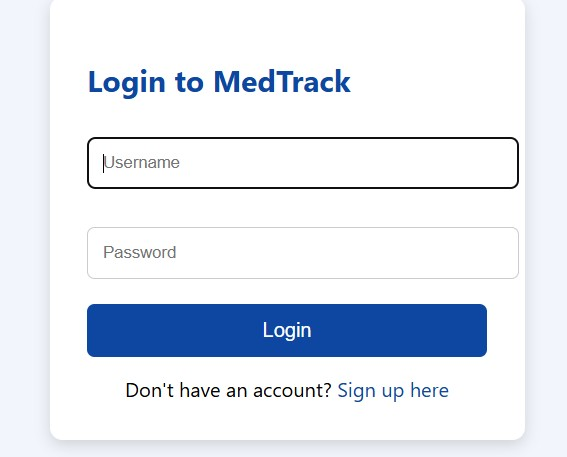 Login to MedTrack
Username
Password
Login
Don't have an account? Sign up here